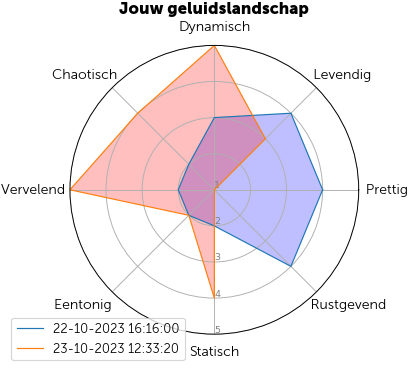 Jouw geluidslandschap
Dynamisch
Chaotisch
Levendig
Vervelend
Prettig
1
2
3
4
5
Eentonig
Rustgevend
Statisch
22-10-2023 16:16:00
23-10-2023 12:33:20